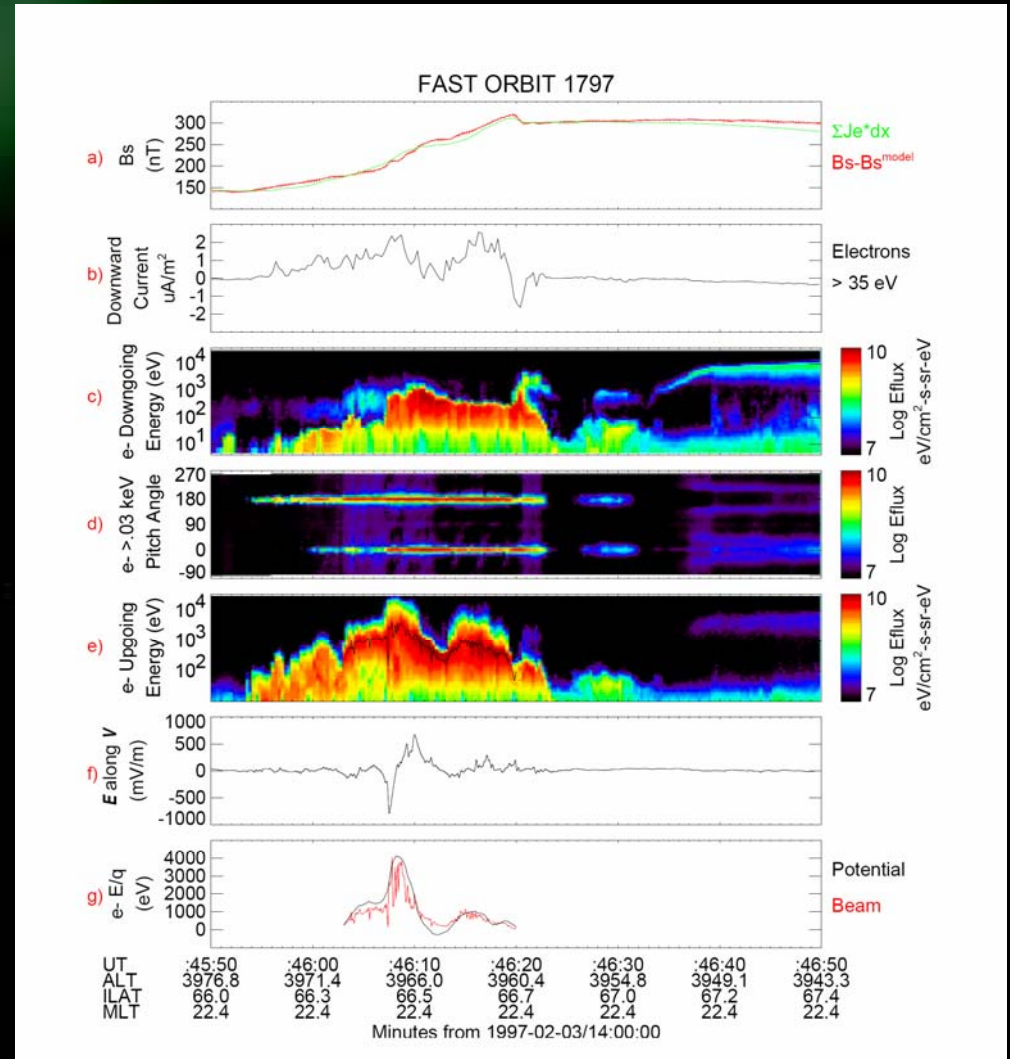 FAST ORBIT 1797
a)
Bs
(nT)
300
250
200
150
ΣJe*dx
Bs-Bs^model
b)
Downward
Current
uA/m²
2
1
0
-1
-2
Electrons
> 35 eV
c)
e- Downgoing
Energy (eV)
10⁴
10³
10²
10¹
10
7
Log Eflux
eV/cm²-s-sr-eV
d)
e- >.03 keV
Pitch Angle
270
180
90
0
-90
10
7
Log Eflux
e)
e- Upgoing
Energy (eV)
10⁴
10³
10²
10
7
Log Eflux
eV/cm²-s-sr-eV
f)
E along V
(mV/m)
1000
500
0
-500
-1000
g)
e- E/q
(eV)
4000
3000
2000
1000
0
Potential
Beam
UT :45:50 :46:00 :46:10 :46:20 :46:30 :46:40 :46:50
ALT 3976.8 3971.4 3966.0 3960.4 3954.8 3949.1 3943.3
ILAT 66.0 66.3 66.5 66.7 67.0 67.2 67.4
MLT 22.4 22.4 22.4 22.4 22.4 22.4 22.4
Minutes from 1997-02-03/14:00:00